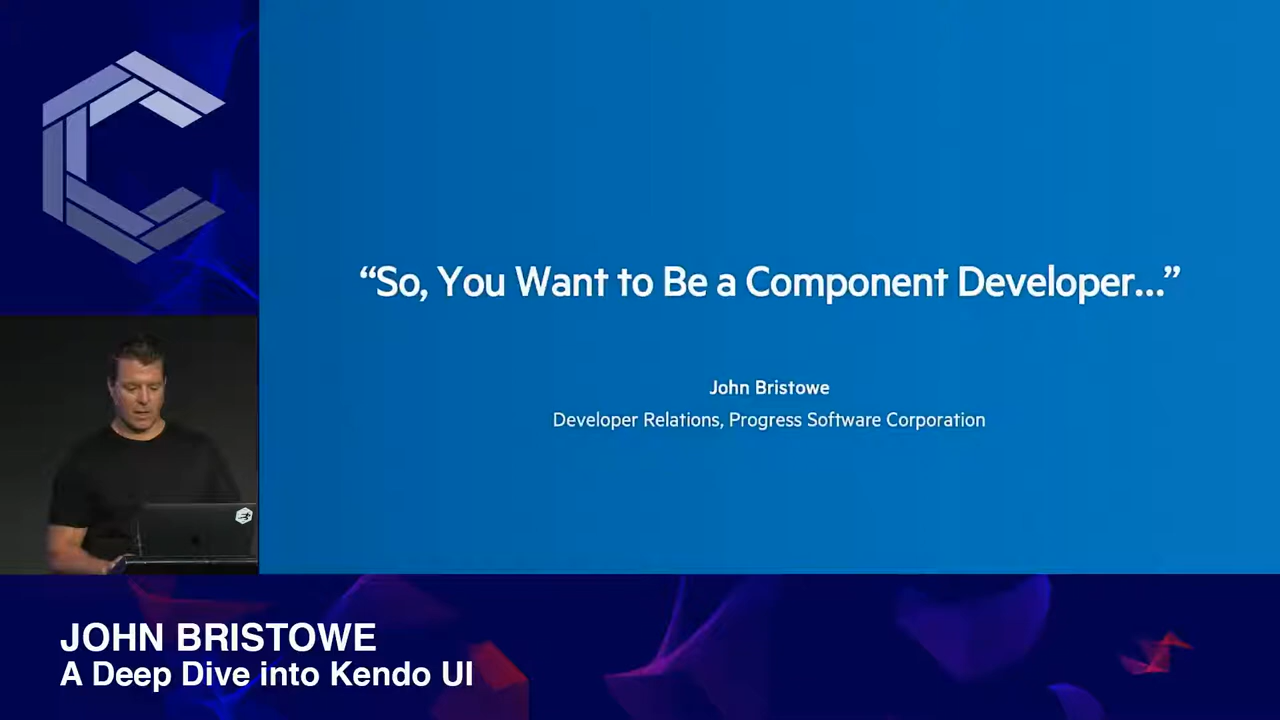 “So, You Want to Be a Component Developer...”
John Bristowe
Developer Relations, Progress Software Corporation
JOHN BRISTOWE
A Deep Dive into Kendo UI